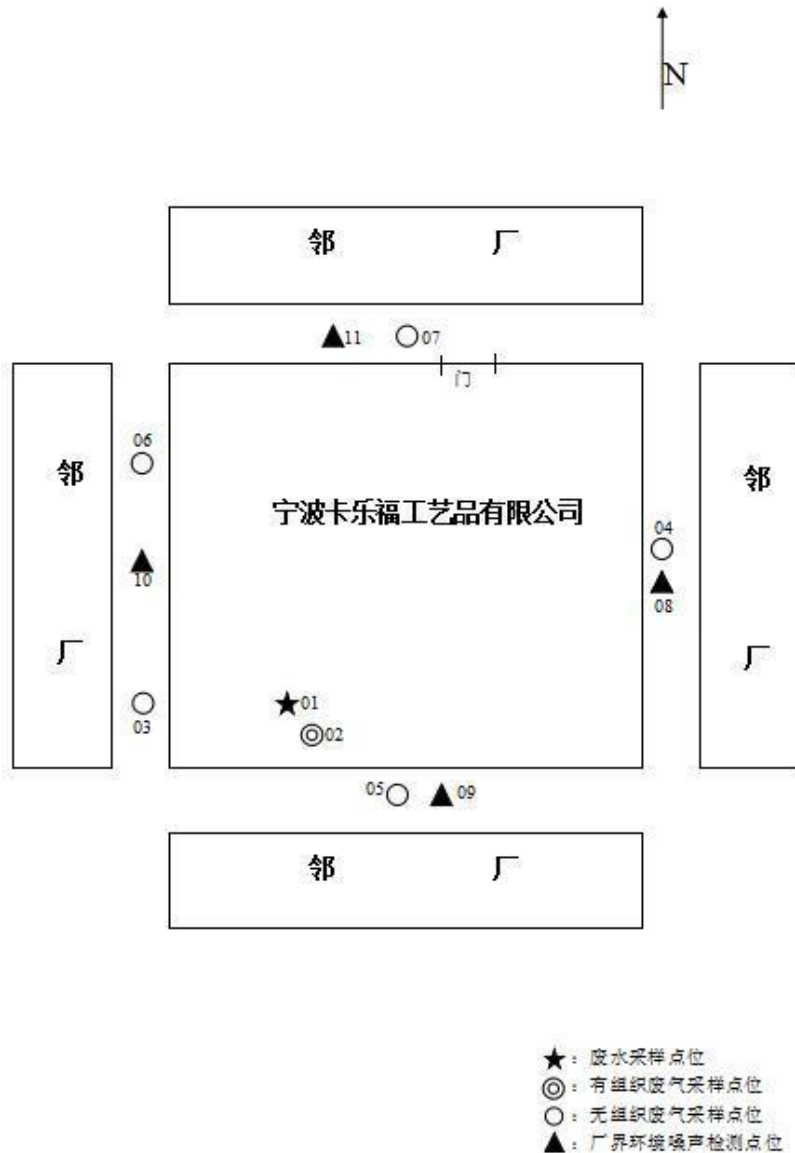 N
邻 厂
11
07
门
06
邻
厂
10
03
宁波卡乐福工艺品有限公司
04
08
邻
厂
01
02
05
09
邻 厂
★：废水采样点位
◎：有组织废气采样点位
○：无组织废气采样点位
▲：厂界环境噪声检测点位